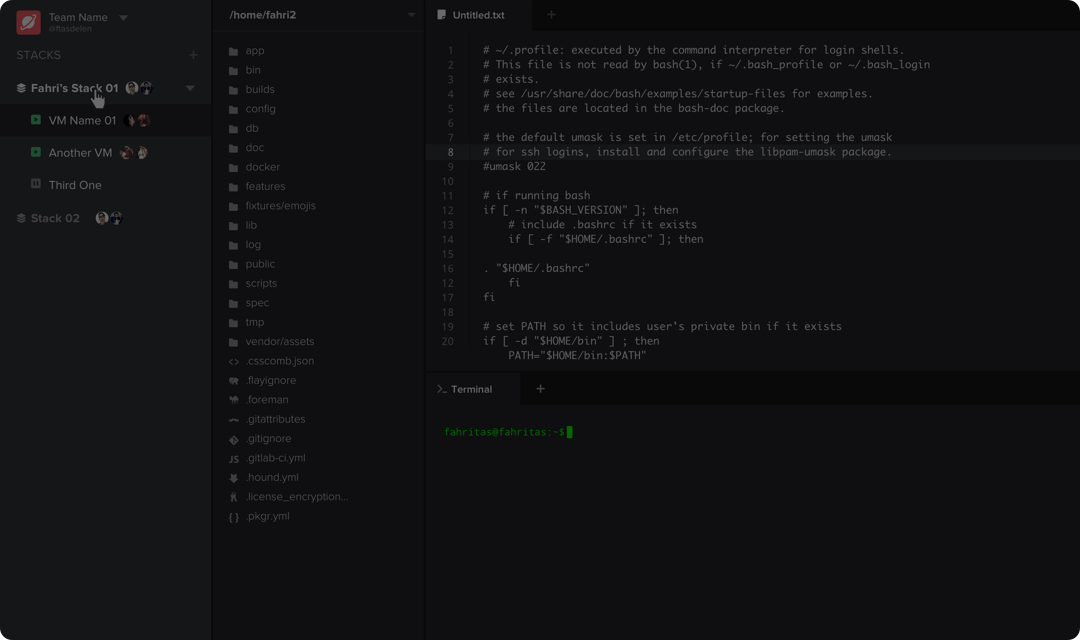 Team Name
@ftasdelen
STACKS
Fahri's Stack 01
VM Name 01
Another VM
Third One
Stack 02
/home/fahri2
app
bin
builds
config
db
doc
docker
features
fixtures/emojis
lib
log
public
scripts
spec
tmp
vendor/assets
.csscomb.json
.flayignore
.foreman
.gitattributes
.gitignore
JS .gitlab-ci.yml
.hound.yml
.license_encryption...
{ } .pkgr.yml
Untitled.txt
1 # ~/.profile: executed by the command interpreter for login shells.
2 # This file is not read by bash(1), if ~/.bash_profile or ~/.bash_login
3 # exists.
4 # see /usr/share/doc/bash/examples/startup-files for examples.
5 # the files are located in the bash-doc package.
6
7 # the default umask is set in /etc/profile; for setting the umask
8 # for ssh logins, install and configure the libpam-umask package.
9 #umask 022
10
11 # if running bash
12 if [ -n "$BASH_VERSION" ]; then
13 # include .bashrc if it exists
14 if [ -f "$HOME/.bashrc" ]; then
15
16 . "$HOME/.bashrc"
12 fi
17 fi
18
19 # set PATH so it includes user's private bin if it exists
20 if [ -d "$HOME/bin" ] ; then
PATH="$HOME/bin:$PATH"
>_ Terminal
fahritas@fahritas:~$